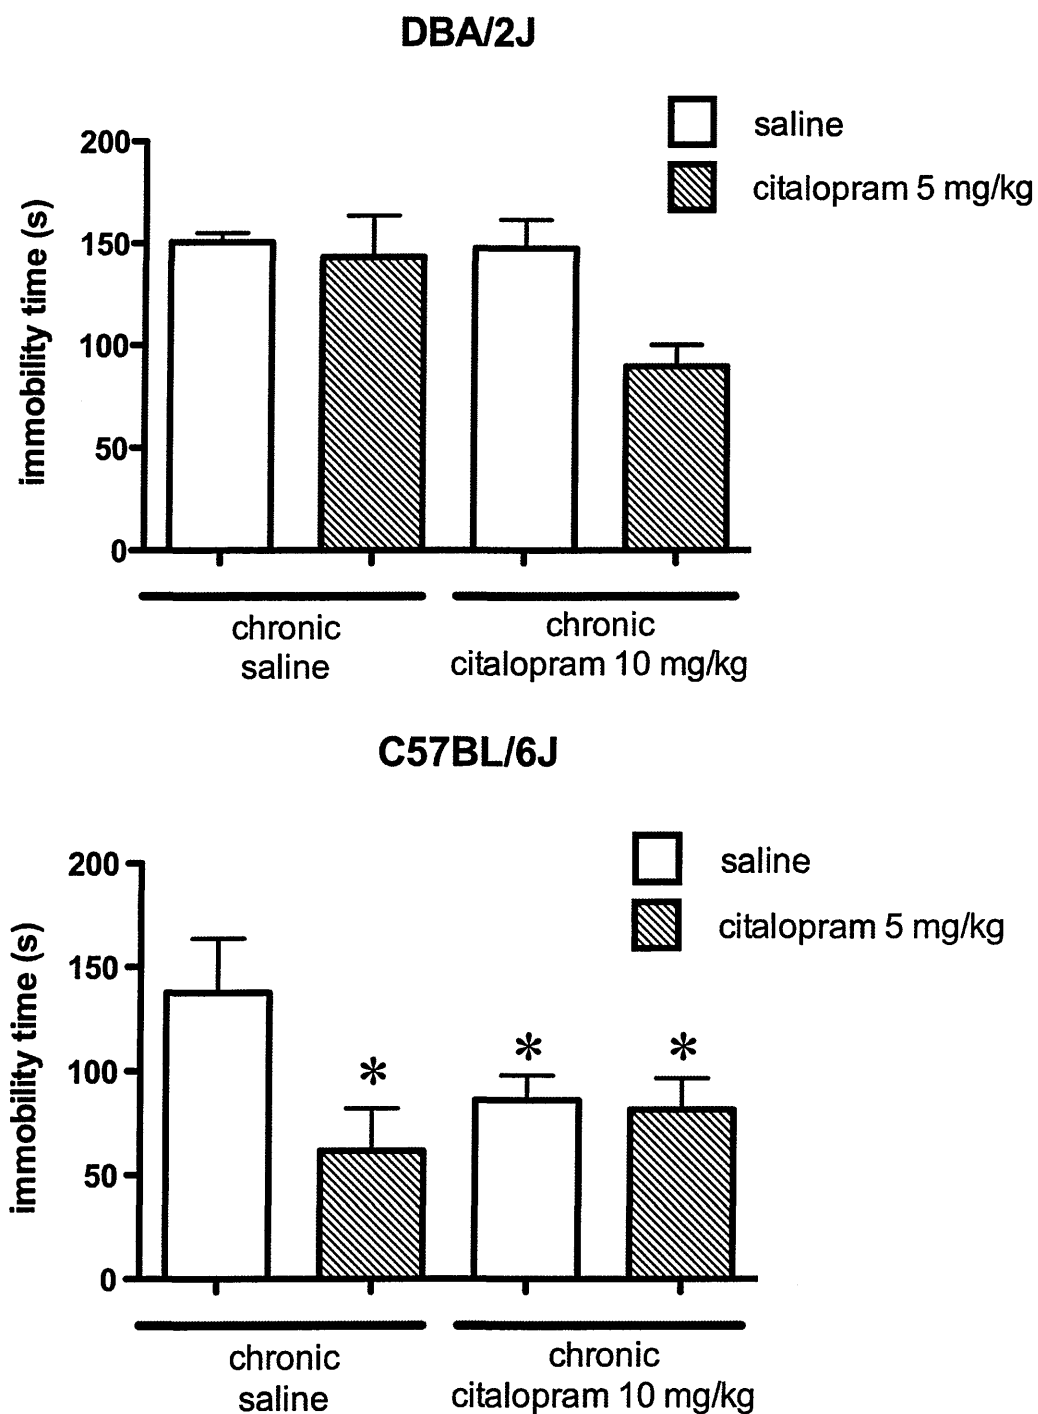 DBA/2J
saline
citalopram 5 mg/kg
immobility time (s)
200
150
100
50
0
chronic
saline
chronic
citalopram 10 mg/kg
C57BL/6J
saline
citalopram 5 mg/kg
immobility time (s)
200
150
100
50
0
*
*
*
chronic
saline
chronic
citalopram 10 mg/kg